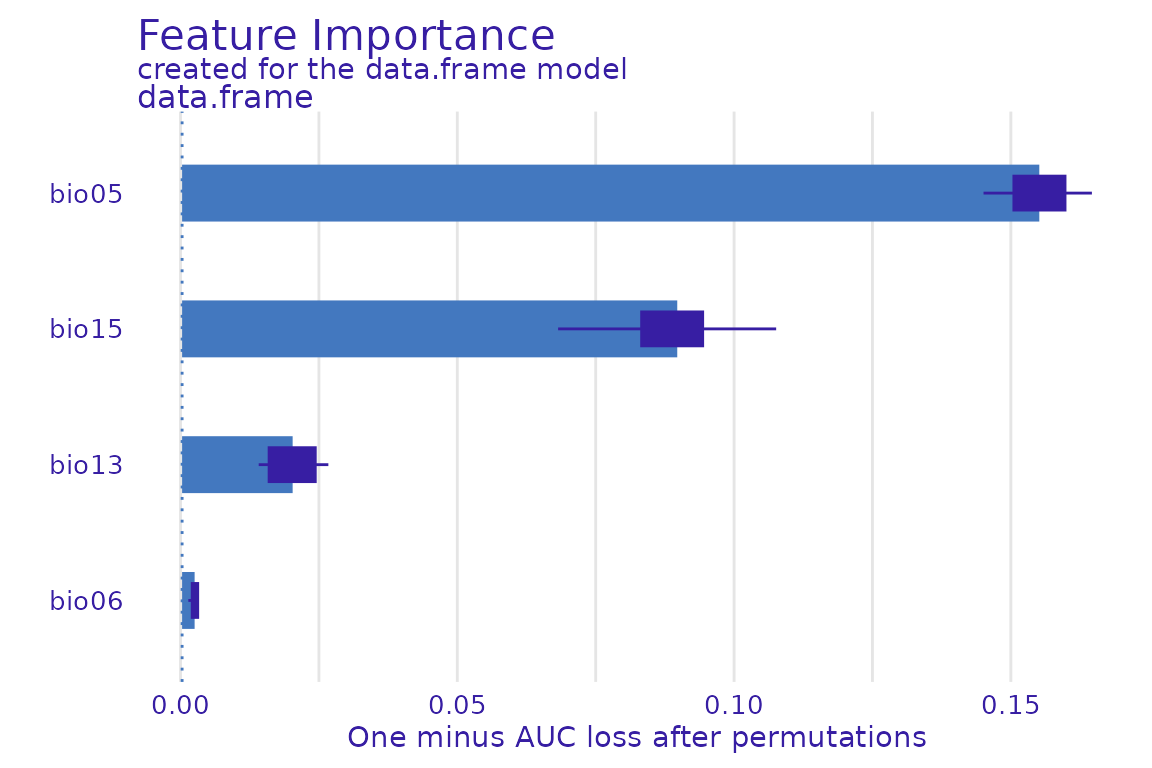 Feature Importance
created for the data.frame model
data.frame
bio05
bio15
bio13
bio06
0.00 0.05 0.10 0.15
One minus AUC loss after permutations